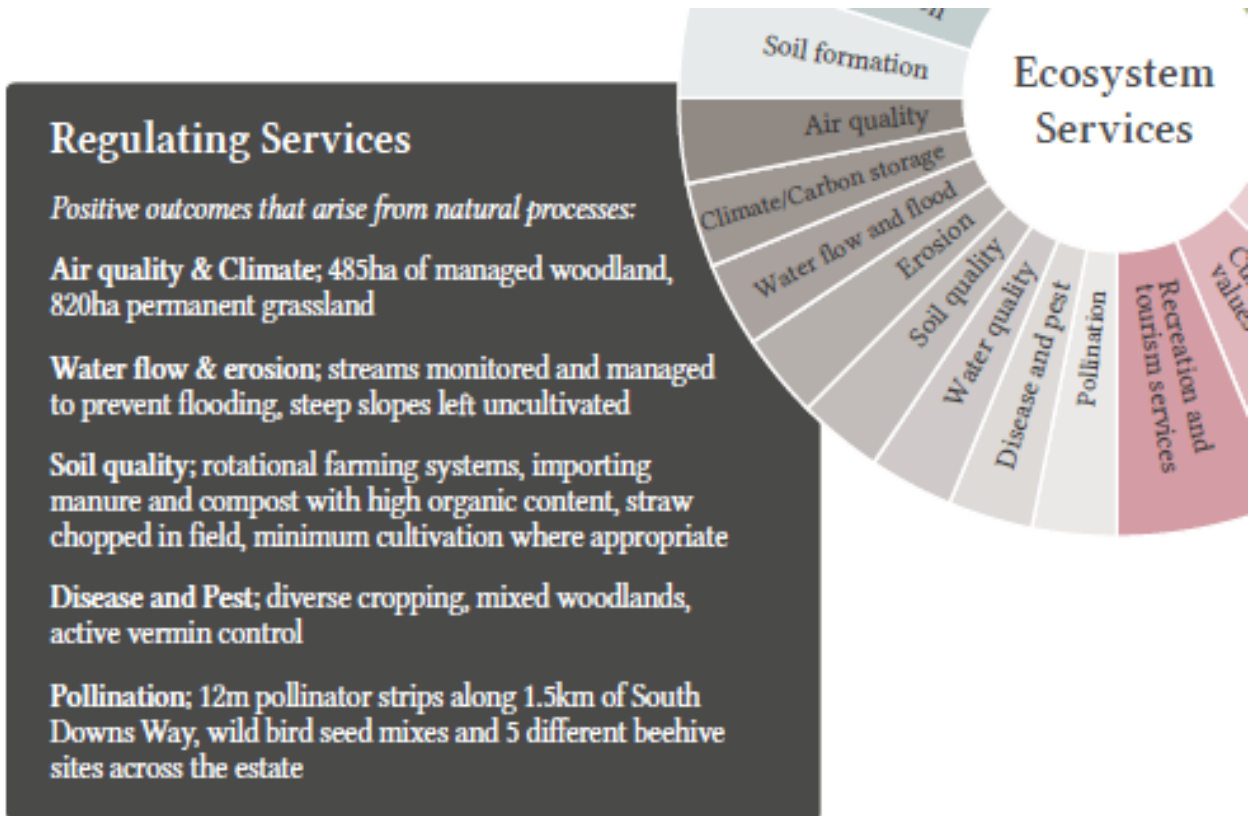 Ecosystem
Services
Soil formation
Air quality
Climate/Carbon storage
Water flow and flood
Erosion
Soil quality
Water quality
Disease and pest
Pollination
Recreation and
tourism services
values
Regulating Services
Positive outcomes that arise from natural processes:
Air quality & Climate; 485ha of managed woodland,
820ha permanent grassland
Water flow & erosion; streams monitored and managed
to prevent flooding, steep slopes left uncultivated
Soil quality; rotational farming systems, importing
manure and compost with high organic content, straw
chopped in field, minimum cultivation where appropriate
Disease and Pest; diverse cropping, mixed woodlands,
active vermin control
Pollination; 12m pollinator strips along 1.5km of South
Downs Way, wild bird seed mixes and 5 different beehive
sites across the estate